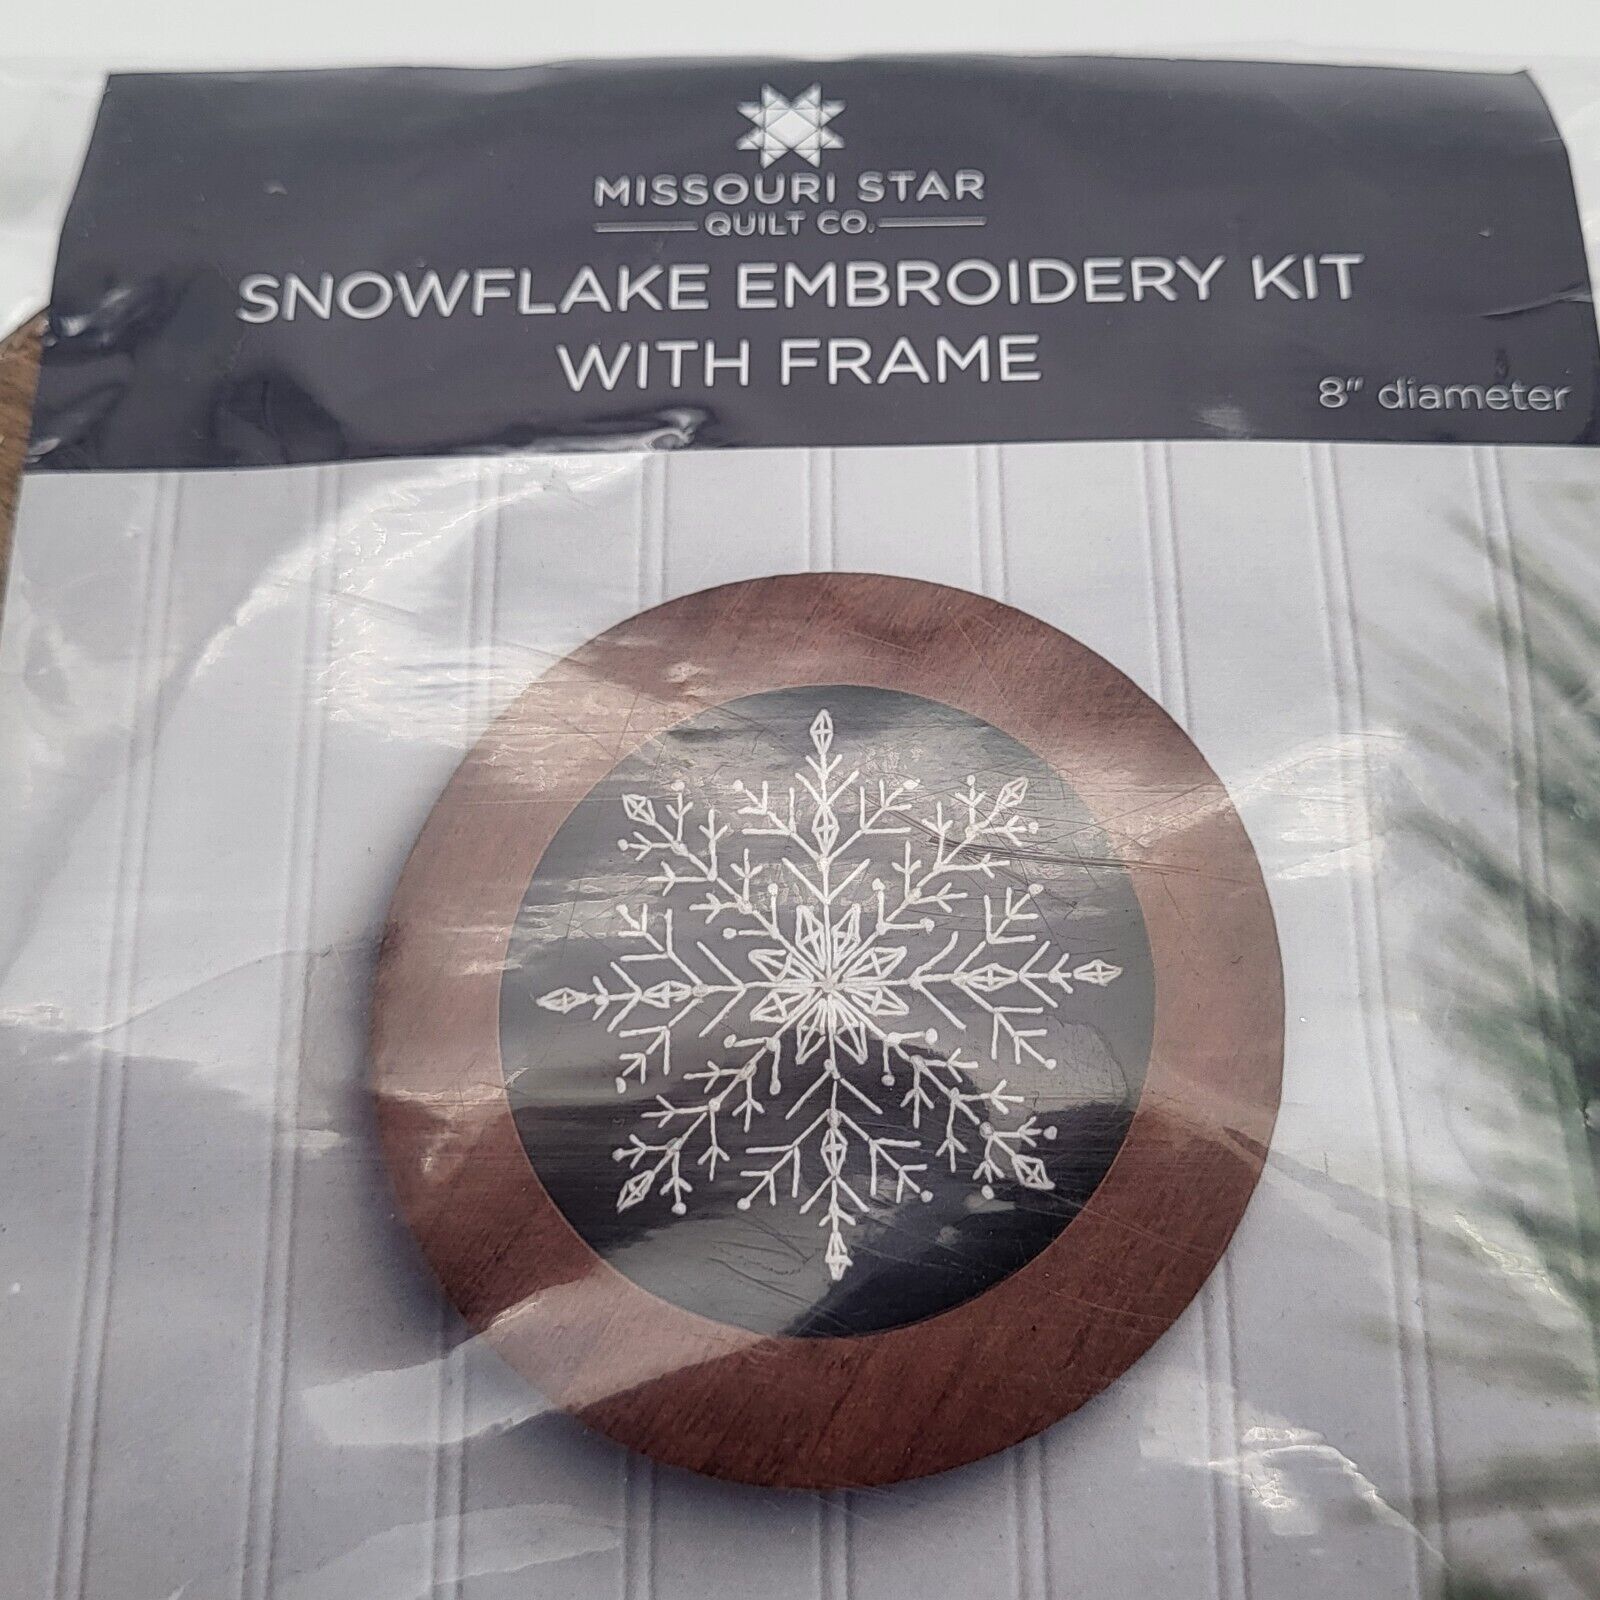 MISSOURI STAR
QUILT CO.
SNOWFLAKE EMBROIDERY KIT
WITH FRAME
8" diameter